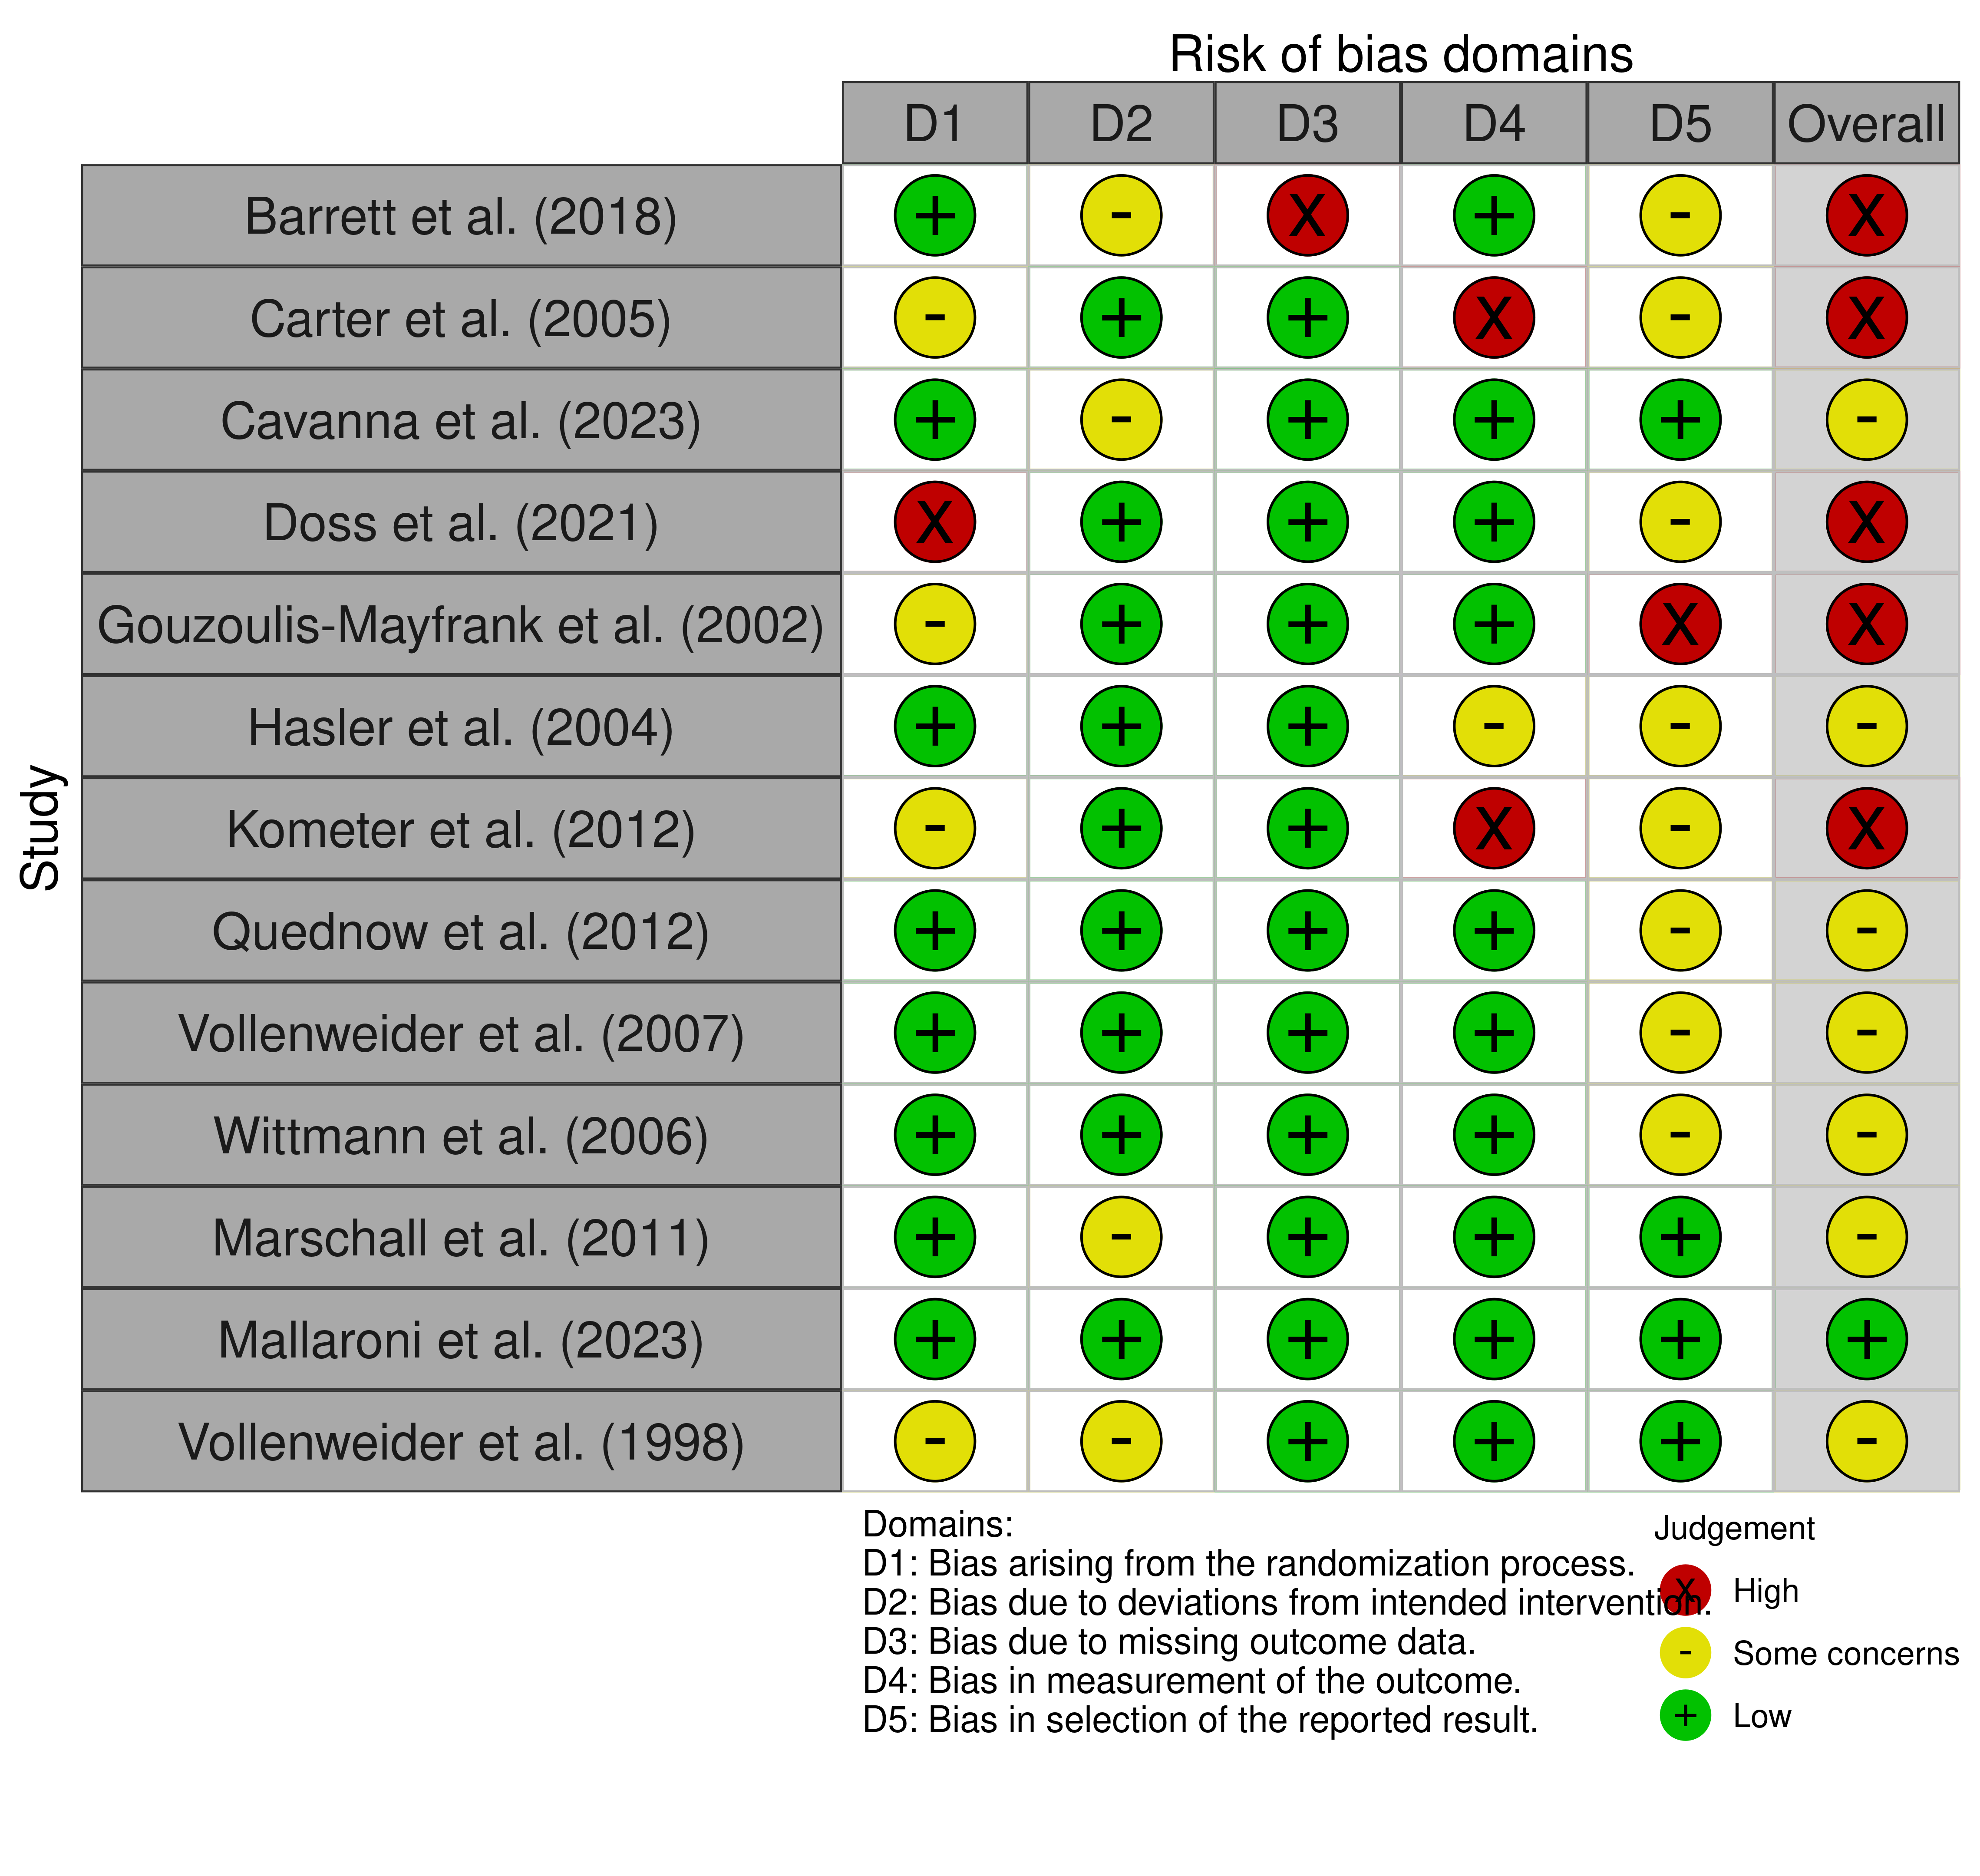 Risk of bias domains
D1 D2 D3 D4 D5 Overall
Study
Barrett et al. (2018) + - X + - X
Carter et al. (2005) - + + X - X
Cavanna et al. (2023) + - + + + -
Doss et al. (2021) X + + + - X
Gouzoulis-Mayfrank et al. (2002) - + + + X X
Hasler et al. (2004) + + + - - -
Kometer et al. (2012) - + + X - X
Quednow et al. (2012) + + + + - -
Vollenweider et al. (2007) + + + + - -
Wittmann et al. (2006) + + + + - -
Marschall et al. (2011) + - + + + -
Mallaroni et al. (2023) + + + + + +
Vollenweider et al. (1998) - - + + + -
Domains:
D1: Bias arising from the randomization process.
D2: Bias due to deviations from intended intervention.
D3: Bias due to missing outcome data.
D4: Bias in measurement of the outcome.
D5: Bias in selection of the reported result.
Judgement
X High
- Some concerns
+ Low